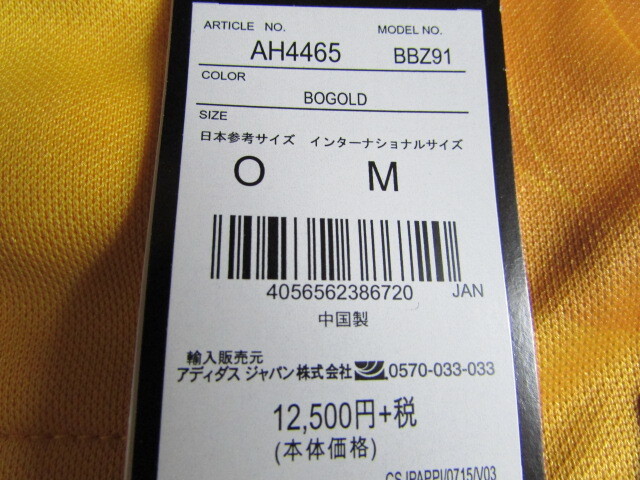 ARTICLE NO. MODEL NO.
AH4465 BBZ91
COLOR
BOGOLD
SIZE
日本参考サイズ インターナショナルサイズ
O M
4056562386720 JAN
中国製
輸入販売元
アディダス ジャパン株式会社 0570-033-033
12,500円+税
(本体価格)
CSJPAPPI/0715/V03